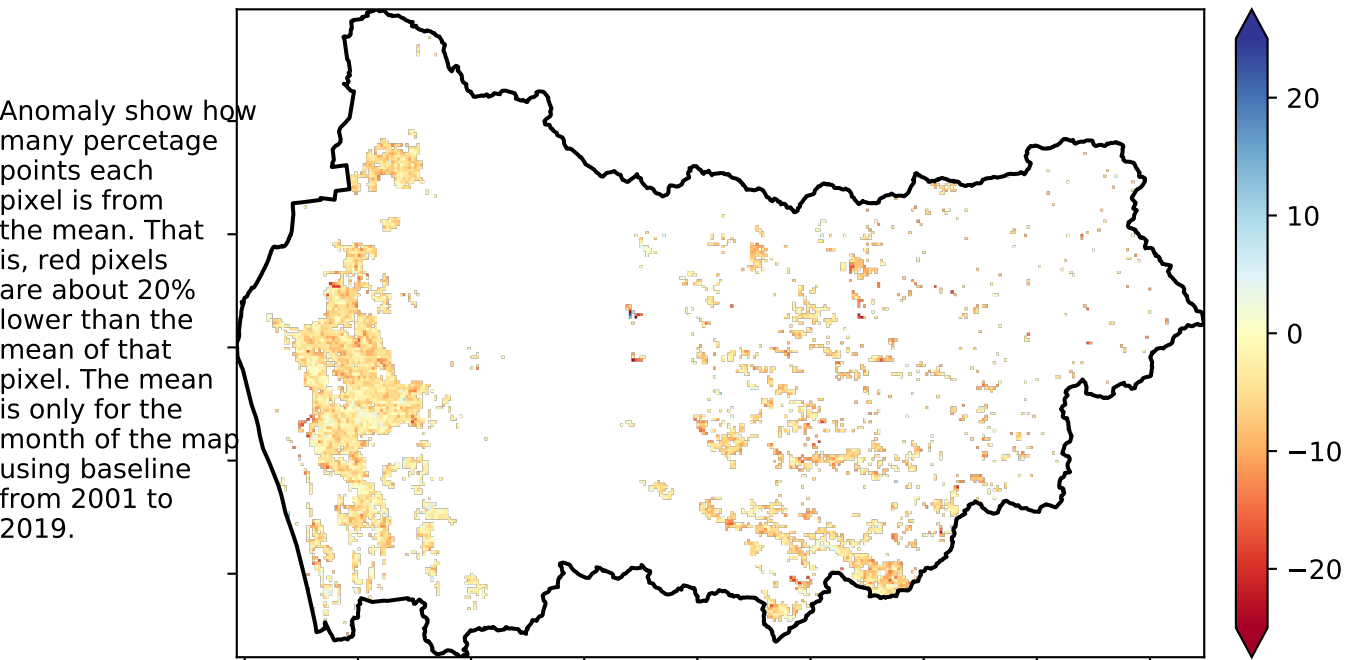 Anomaly show how
many percetage
points each
pixel is from
the mean. That
is, red pixels
are about 20%
lower than the
mean of that
pixel. The mean
is only for the
month of the map
using baseline
from 2001 to
2019.
20
10
0
−10
−20